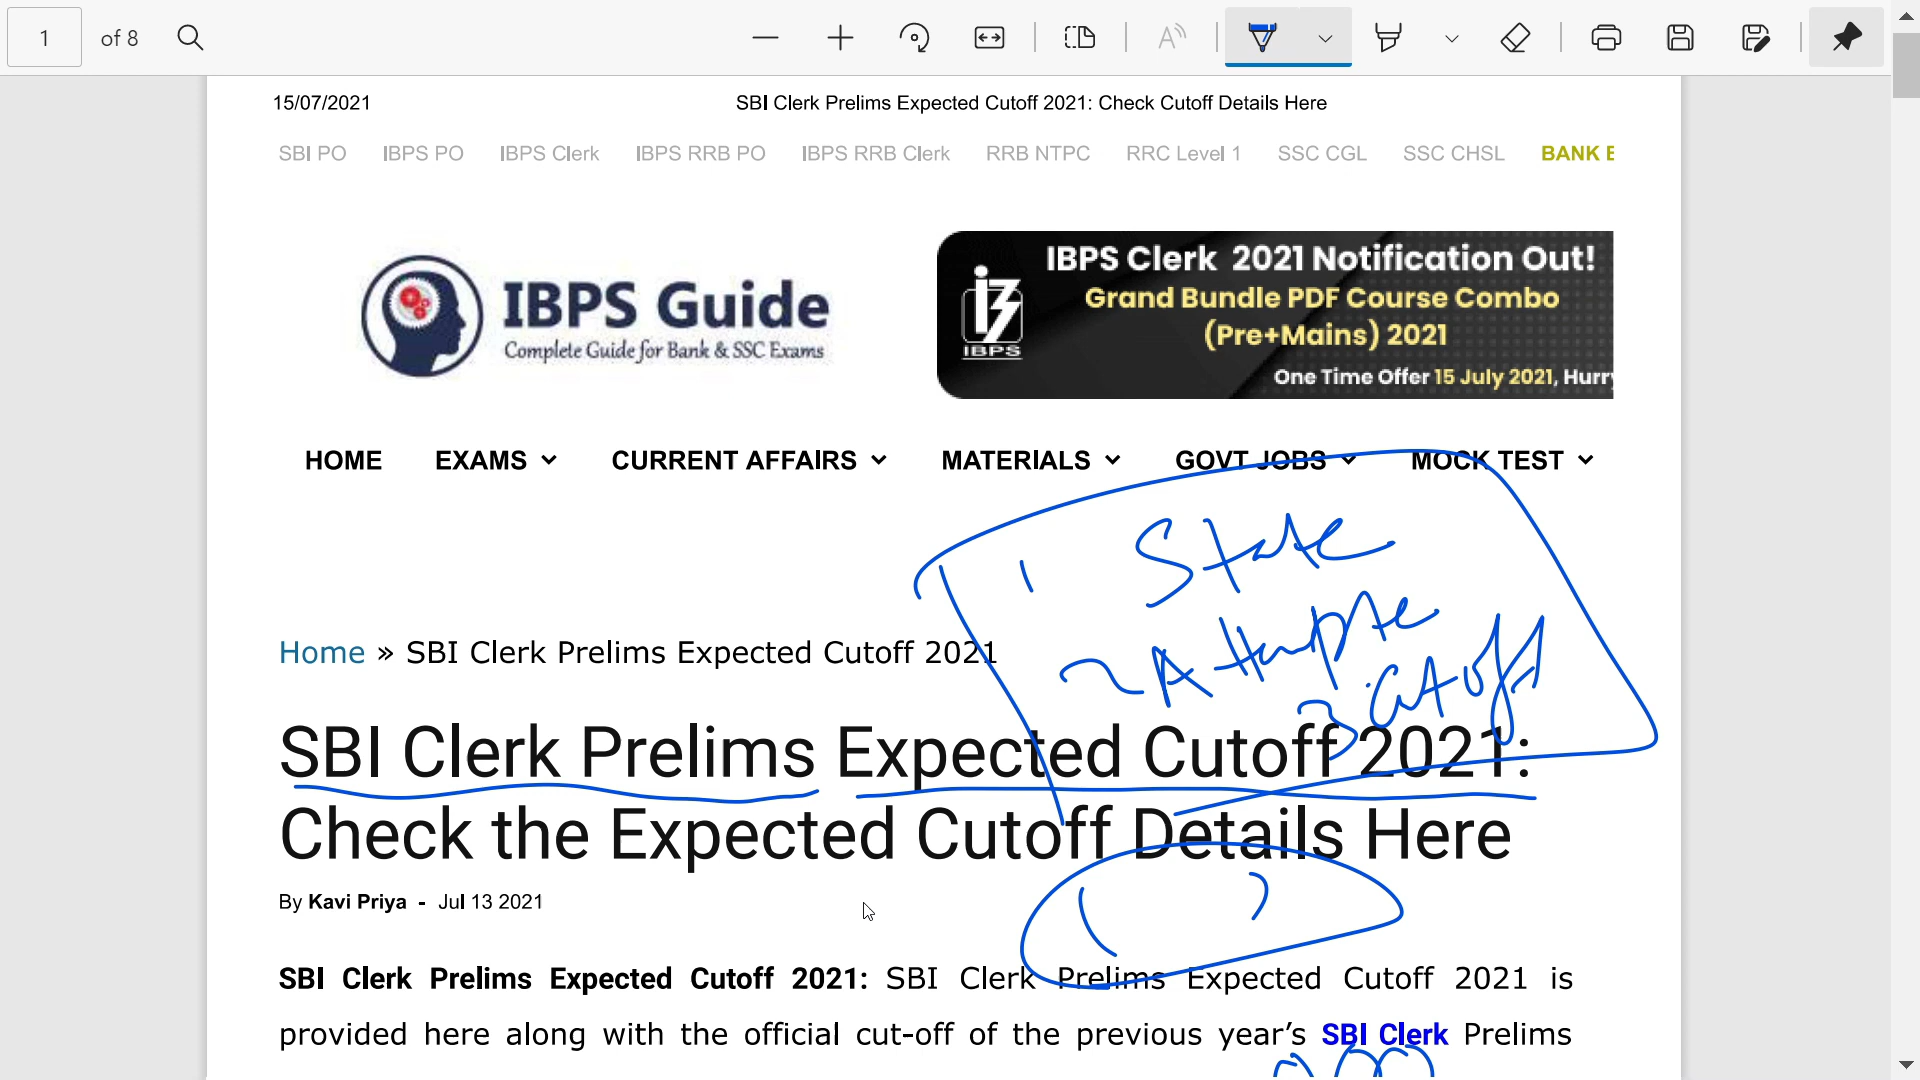 1 of 8
15/07/2021 SBI Clerk Prelims Expected Cutoff 2021: Check Cutoff Details Here
SBI PO IBPS PO IBPS Clerk IBPS RRB PO IBPS RRB Clerk RRB NTPC RRC Level 1 SSC CGL SSC CHSL BANK E
IBPS Guide
Complete Guide for Bank & SSC Exams
IBPS
IBPS Clerk 2021 Notification Out!
Grand Bundle PDF Course Combo
(Pre+Mains) 2021
One Time Offer 15 July 2021, Hurry
HOME EXAMS CURRENT AFFAIRS MATERIALS GOVT JOBS MOCK TEST
1 State
2
3 Cutoff
Home » SBI Clerk Prelims Expected Cutoff 2021
SBI Clerk Prelims Expected Cutoff 2021:
Check the Expected Cutoff Details Here
By Kavi Priya - Jul 13 2021
SBI Clerk Prelims Expected Cutoff 2021: SBI Clerk Prelims Expected Cutoff 2021 is
provided here along with the official cut-off of the previous year’s SBI Clerk Prelims